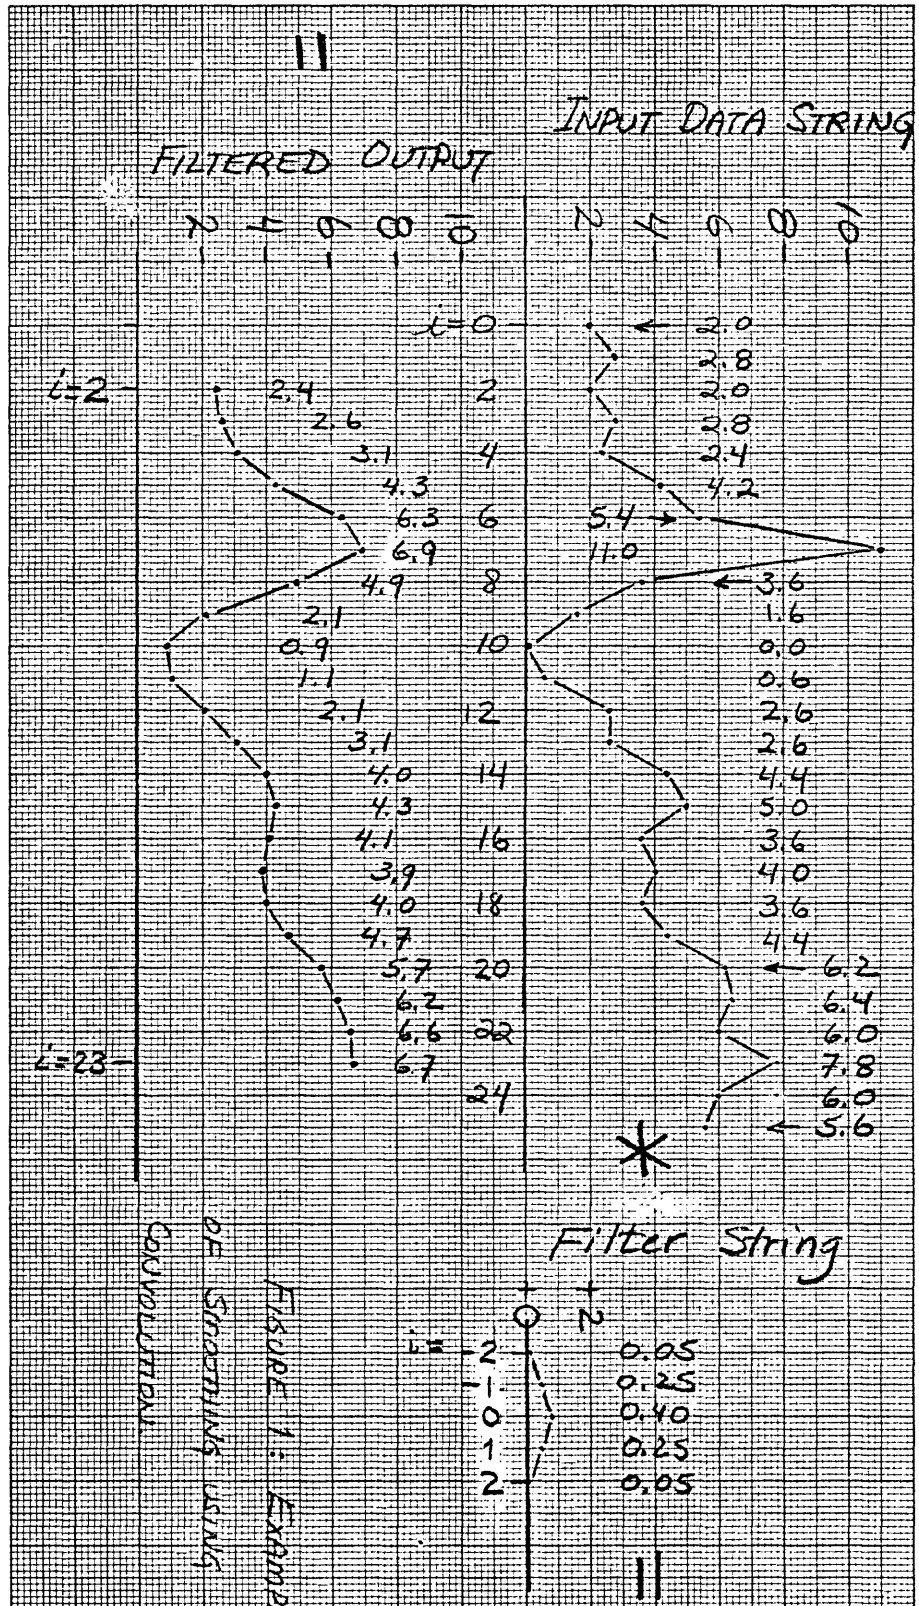 ||
INPUT DATA STRING
FILTERED OUTPUT
2 4 6 8 10
2 4 6 8 10
i=0 ← 2.0
2.8
i=2 2.4 2 2.0
2.6 2.8
3.1 4 2.4
4.3 4.2
6.3 6 5.4 →
6.9 11.0
4.9 8 ← 3.6
2.1 1.6
0.9 10 0.0
1.1 0.6
2.1 12 2.6
3.1 2.6
4.0 14 4.4
4.3 5.0
4.1 16 3.6
3.9 4.0
4.0 18 3.6
4.7 4.4
5.7 20 ← 6.2
6.2 6.4
6.6 22 6.0
i=23 6.7 7.8
24 6.0
← 5.6
*
Filter String
0 2
i= -2 0.05
-1 0.25
0 0.40
1 0.25
2 0.05
||
FIGURE 1: EXAMP
OF SMOOTHING USING
CONVOLUTION.